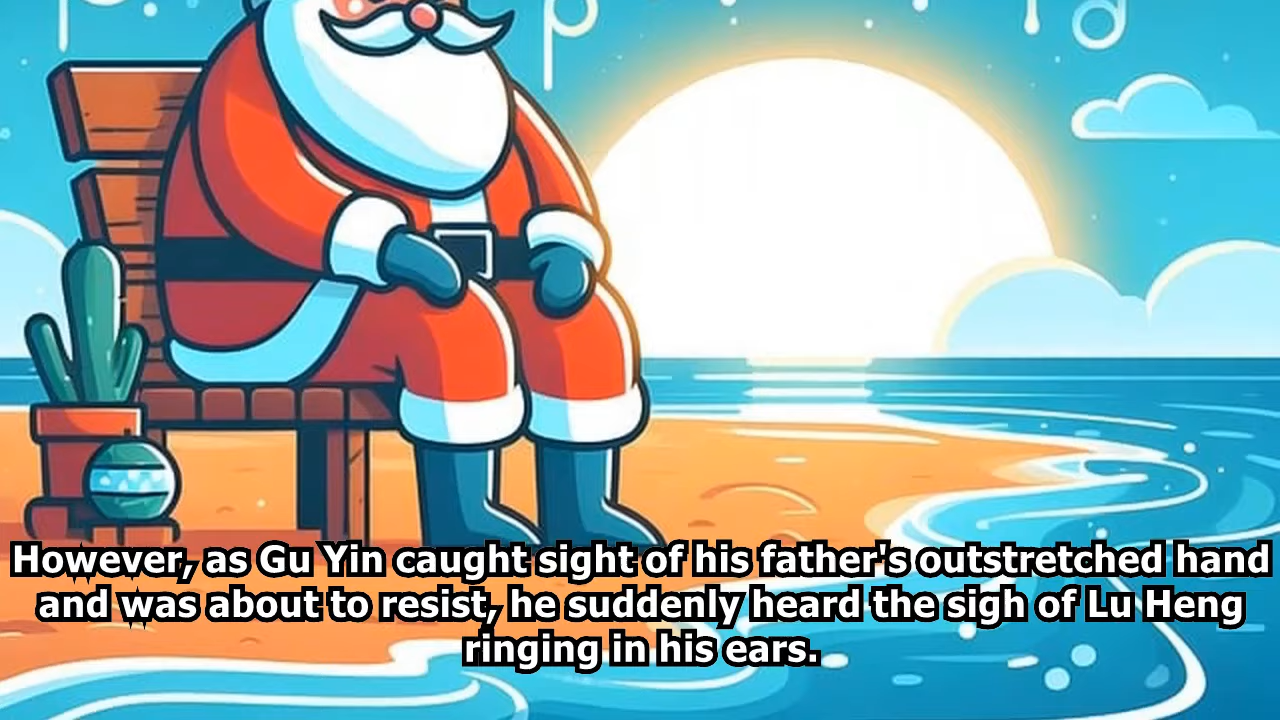 However, as Gu Yin caught sight of his father's outstretched hand
and was about to resist, he suddenly heard the sigh of Lu Heng
ringing in his ears.